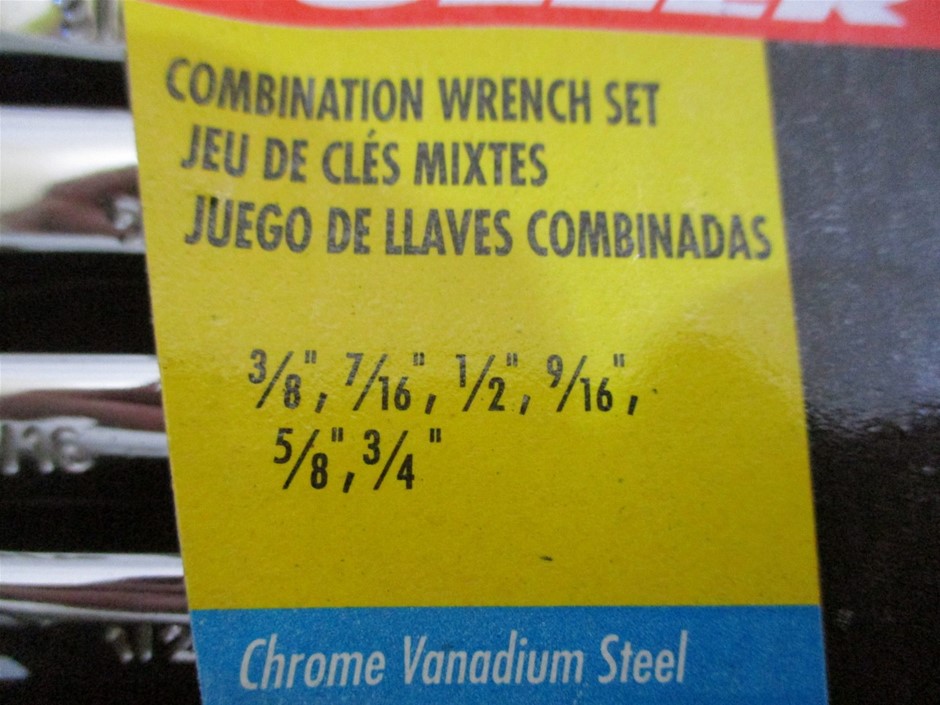 COMBINATION WRENCH SET
JEU DE CLÉS MIXTES
JUEGO DE LLAVES COMBINADAS
3/8", 7/16", 1/2", 9/16",
5/8", 3/4"
Chrome Vanadium Steel